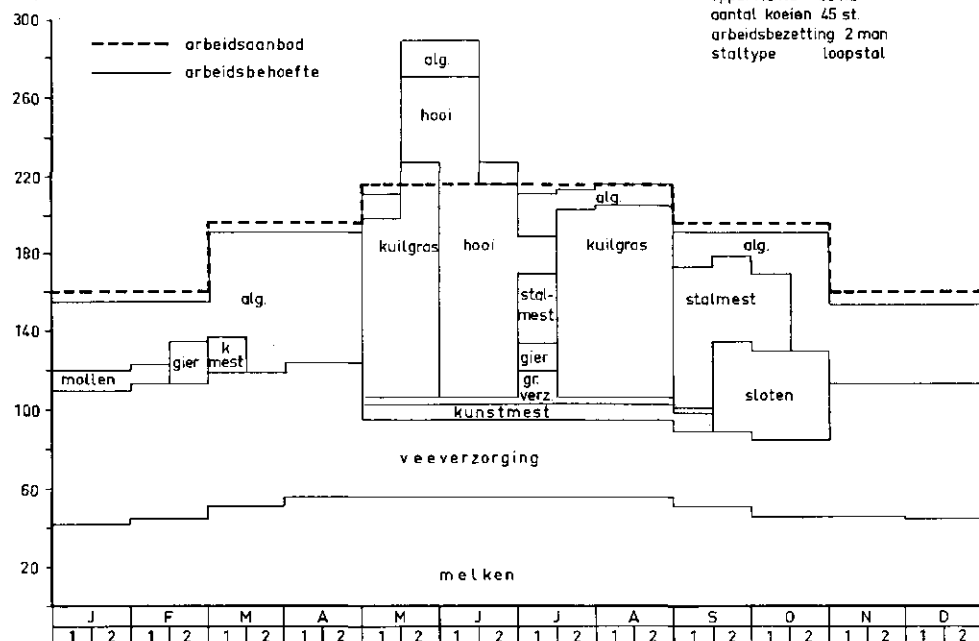 aantal koeien 45 st.
arbeidsbezetting 2 man
staltype loopstal
arbeidsaanbod
arbeidsbehoefte
300
260
220
180
140
100
60
20
alg.
hooi
kuilgras
hooi
alg.
kuilgras
alg.
alg.
stal-
mest
stalmest
mollen
gier
k
mest
gier
gr.
verz.
sloten
kunstmest
veeverzorging
melken
J F M A M J J A S O N D
1 2 1 2 1 2 1 2 1 2 1 2 1 2 1 2 1 2 1 2 1 2 1 2